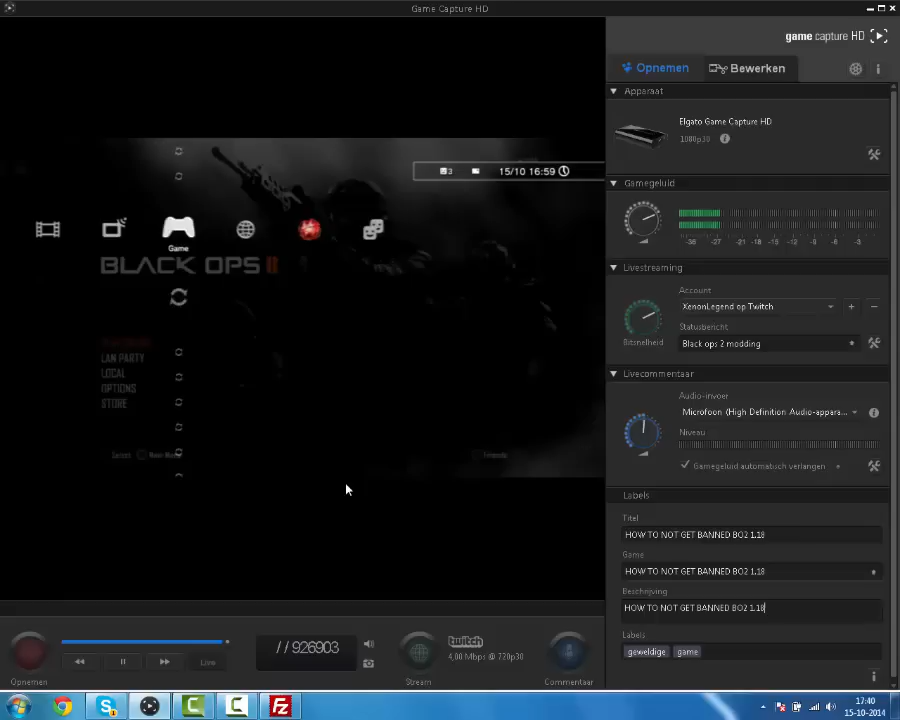 Game Capture HD
game capture HD
Opnemen
Bewerken
Apparaat
Elgato Game Capture HD
1080p30
Gamegeluid
-36 -27 -21 -18 -15 -12 -9 -6 -3
Livestreaming
Account
XenonLegend op Twitch
Bitsnelheid
Statusbericht
Black ops 2 modding
Livecommentaar
Audio-invoer
Microfoon (High Definition Audio-appara...
Niveau
Gamegeluid automatisch verlangen
Labels
Titel
HOW TO NOT GET BANNED BO2 1.18
Game
HOW TO NOT GET BANNED BO2 1.18
Beschrijving
HOW TO NOT GET BANNED BO2 1.18
Labels
geweldige game
3 15/10 16:59
Game
BLACK OPS II
LAN PARTY
LOCAL
OPTIONS
STORE
Select
Friends
Opnemen
Live
// 926903
Stream
twitch
4,00 Mbps @ 720p30
Commentaar
17:40
15-10-2014